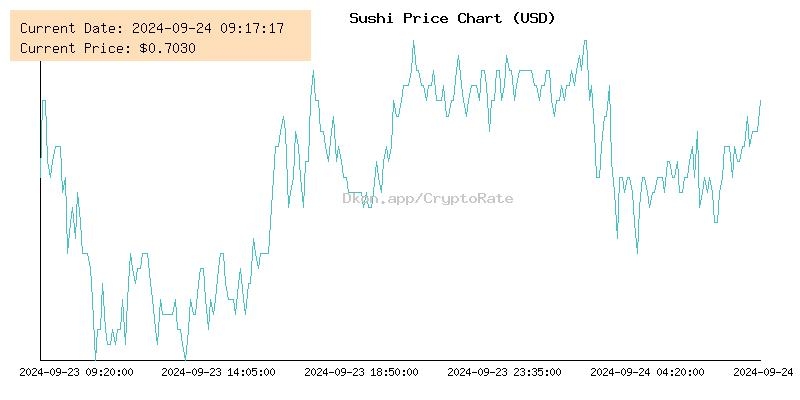 Sushi Price Chart (USD)
Current Date: 2024-09-24 09:17:17
Current Price: $0.7030
Dkon.app/CryptoRate
2024-09-23 09:20:00
2024-09-23 14:05:00
2024-09-23 18:50:00
2024-09-23 23:35:00
2024-09-24 04:20:00
2024-09-24